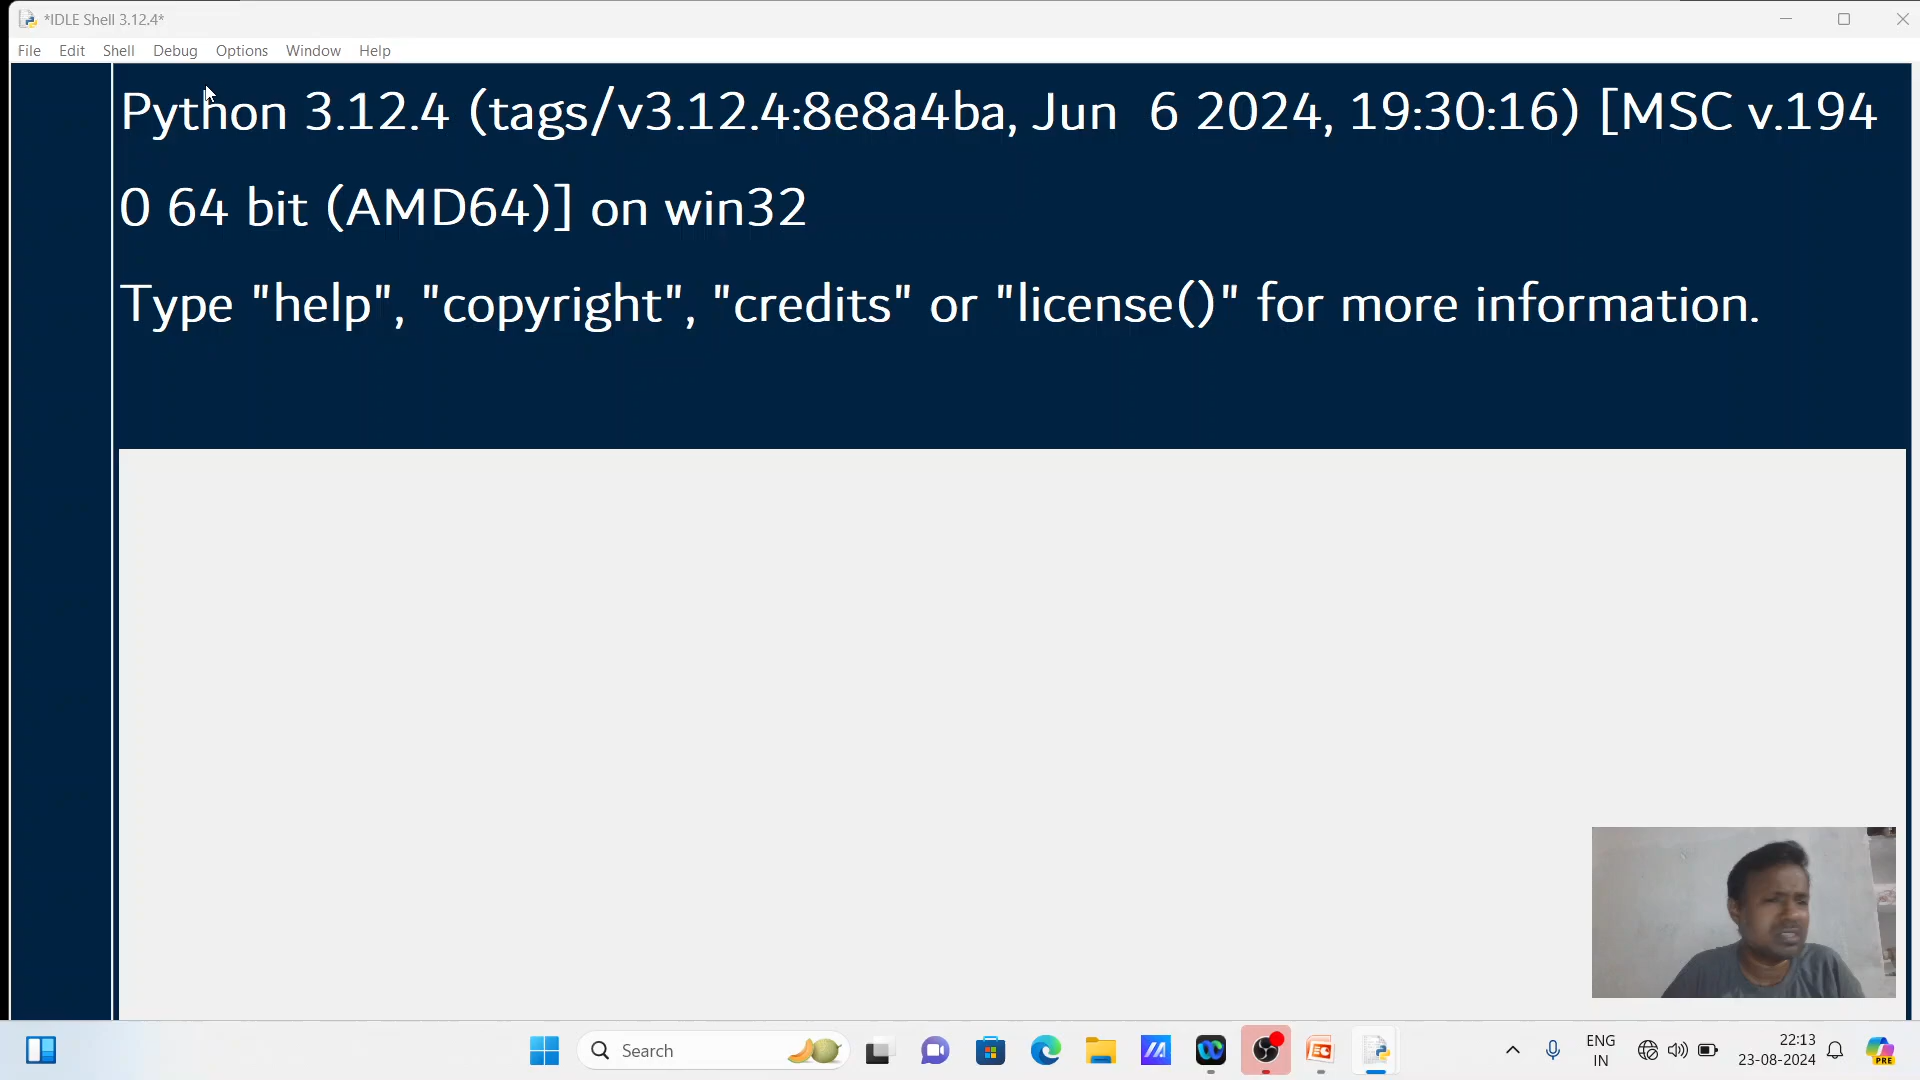 *IDLE Shell 3.12.4*
File Edit Shell Debug Options Window Help
Python 3.12.4 (tags/v3.12.4:8e8a4ba, Jun  6 2024, 19:30:16) [MSC v.194
0 64 bit (AMD64)] on win32
Type "help", "copyright", "credits" or "license()" for more information.
Search
ENG
IN
22:13
23-08-2024
PRE